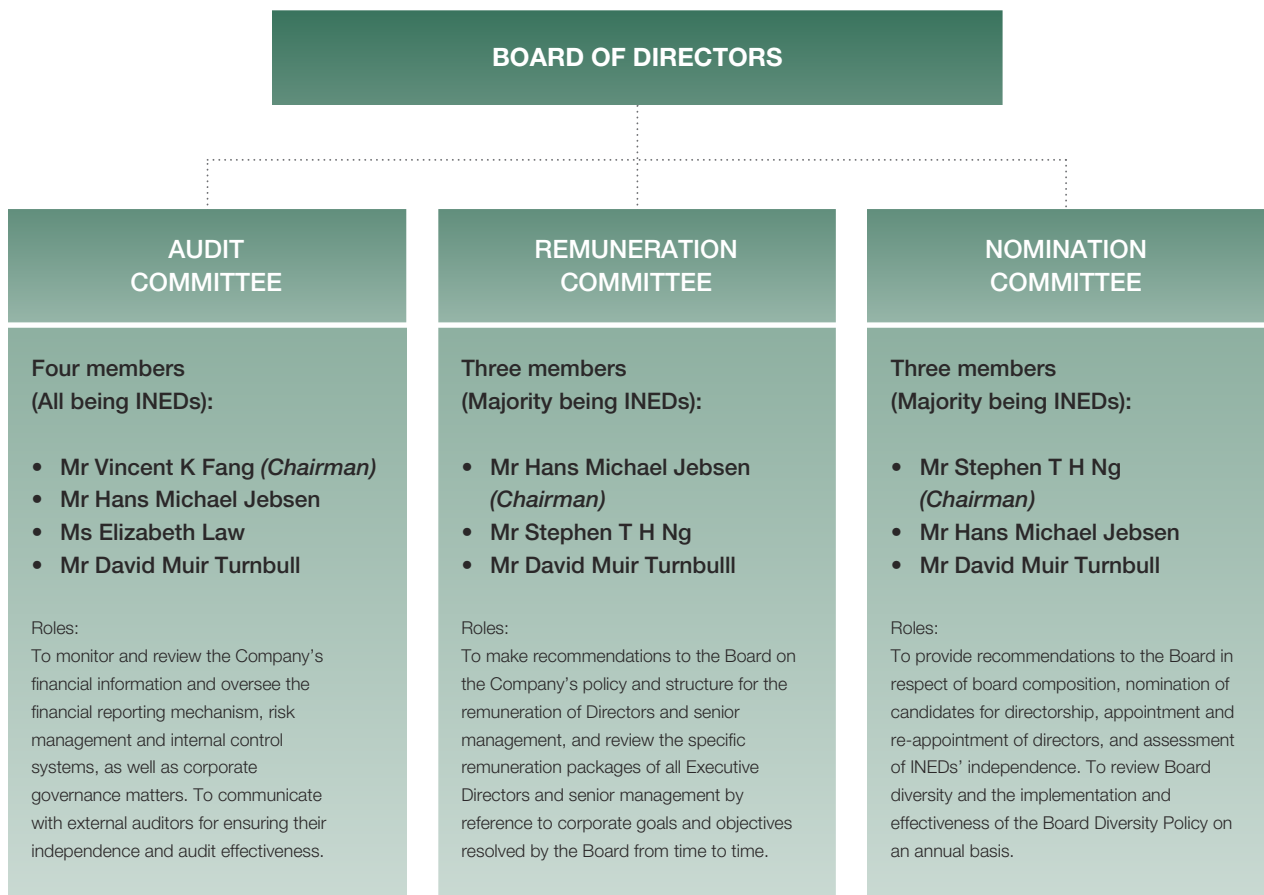 BOARD OF DIRECTORS
AUDIT
COMMITTEE
Four members
(All being INEDs):
• Mr Vincent K Fang (Chairman)
• Mr Hans Michael Jebsen
• Ms Elizabeth Law
• Mr David Muir Turnbull
Roles:
To monitor and review the Company’s
financial information and oversee the
financial reporting mechanism, risk
management and internal control
systems, as well as corporate
governance matters. To communicate
with external auditors for ensuring their
independence and audit effectiveness.
REMUNERATION
COMMITTEE
Three members
(Majority being INEDs):
• Mr Hans Michael Jebsen
(Chairman)
• Mr Stephen T H Ng
• Mr David Muir Turnbulll
Roles:
To make recommendations to the Board on
the Company’s policy and structure for the
remuneration of Directors and senior
management, and review the specific
remuneration packages of all Executive
Directors and senior management by
reference to corporate goals and objectives
resolved by the Board from time to time.
NOMINATION
COMMITTEE
Three members
(Majority being INEDs):
• Mr Stephen T H Ng
(Chairman)
• Mr Hans Michael Jebsen
• Mr David Muir Turnbull
Roles:
To provide recommendations to the Board in
respect of board composition, nomination of
candidates for directorship, appointment and
re-appointment of directors, and assessment
of INEDs’ independence. To review Board
diversity and the implementation and
effectiveness of the Board Diversity Policy on
an annual basis.